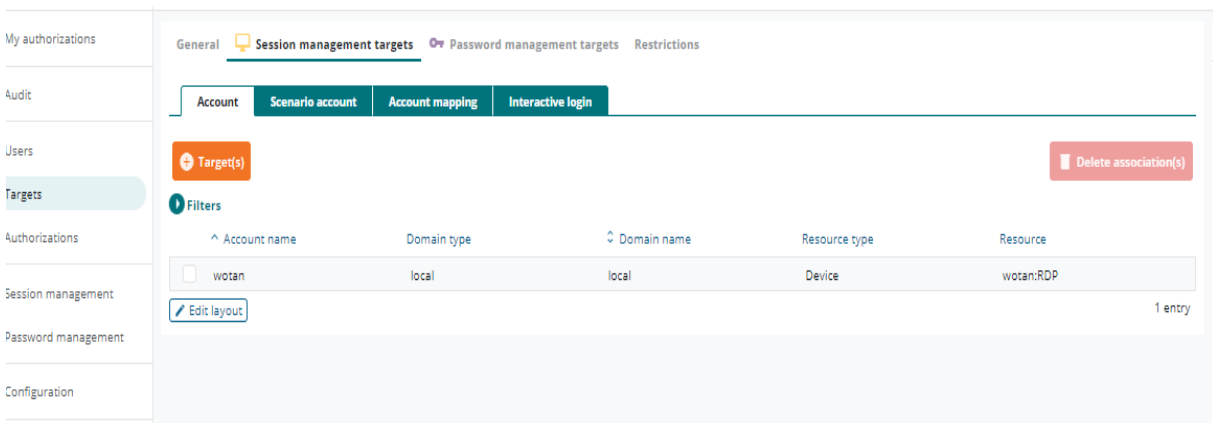 My authorizations
Audit
Users
Targets
Authorizations
Session management
Password management
Configuration
General Session management targets Password management targets Restrictions
Account Scenario account Account mapping Interactive login
Target(s) Delete association(s)
Filters
Account name Domain type Domain name Resource type Resource
wotan local local Device wotan:RDP
Edit layout 1 entry